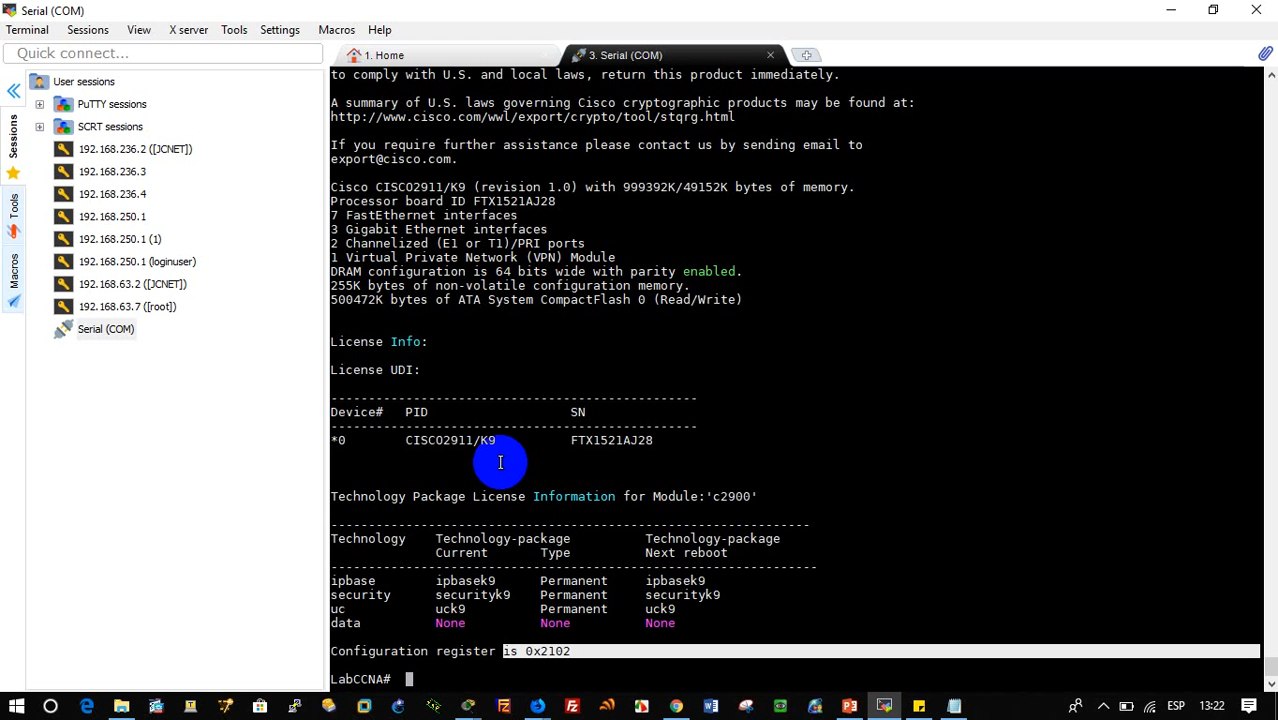 Serial (COM)
Terminal Sessions View X server Tools Settings Macros Help
Quick connect...
1. Home
3. Serial (COM)
Sessions
Tools
Macros
User sessions
PuTTY sessions
SCRT sessions
192.168.236.2 ([JCNET])
192.168.236.3
192.168.236.4
192.168.250.1
192.168.250.1 (1)
192.168.250.1 (loginuser)
192.168.63.2 ([JCNET])
192.168.63.7 ([root])
Serial (COM)
to comply with U.S. and local laws, return this product immediately.
A summary of U.S. laws governing Cisco cryptographic products may be found at:
http://www.cisco.com/wwl/export/crypto/tool/stqrg.html
If you require further assistance please contact us by sending email to
export@cisco.com.
Cisco CISCO2911/K9 (revision 1.0) with 999392K/49152K bytes of memory.
Processor board ID FTX1521AJ28
7 FastEthernet interfaces
3 Gigabit Ethernet interfaces
2 Channelized (E1 or T1)/PRI ports
1 Virtual Private Network (VPN) Module
DRAM configuration is 64 bits wide with parity enabled.
255K bytes of non-volatile configuration memory.
500472K bytes of ATA System CompactFlash 0 (Read/Write)
License Info:
License UDI:
-------------------------------------------------
Device# PID SN
-------------------------------------------------
*0 CISCO2911/K9 FTX1521AJ28
Technology Package License Information for Module:'c2900'
----------------------------------------------------------------
Technology Technology-package Technology-package
Current Type Next reboot
-----------------------------------------------------------------
ipbase ipbasek9 Permanent ipbasek9
security securityk9 Permanent securityk9
uc uck9 Permanent uck9
data None None None
Configuration register is 0x2102
LabCCNA#
ESP 13:22